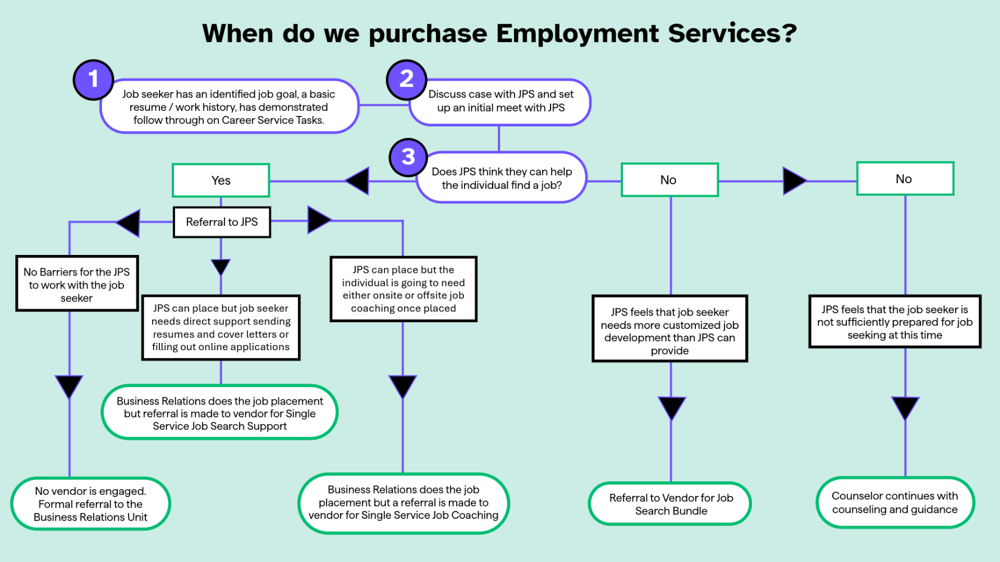 When do we purchase Employment Services?
1
Job seeker has an identified job goal, a basic
resume / work history, has demonstrated
follow through on Career Service Tasks.
2
Discuss case with JPS and set
up an initial meet with JPS
3
Does JPS think they can help
the individual find a job?
Yes
No
No
Referral to JPS
No Barriers for the JPS
to work with the job
seeker
JPS can place but job seeker
needs direct support sending
resumes and cover letters or
filling out online applications
JPS can place but the
individual is going to need
either onsite or offsite job
coaching once placed
JPS feels that job seeker
needs more customized job
development than JPS can
provide
JPS feels that the job seeker is
not sufficiently prepared for job
seeking at this time
Business Relations does the job placement
but referral is made to vendor for Single
Service Job Search Support
No vendor is engaged.
Formal referral to the
Business Relations Unit
Business Relations does the job
placement but a referral is made to
vendor for Single Service Job Coaching
Referral to Vendor for Job
Search Bundle
Counselor continues with
counseling and guidance